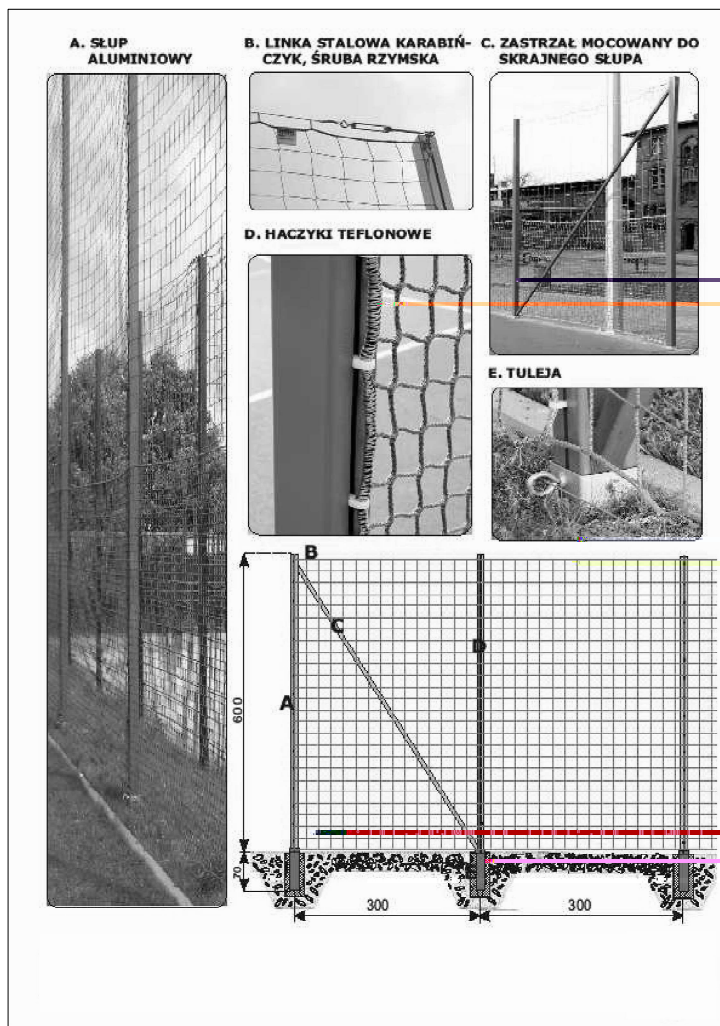 A. SŁUP
ALUMINIOWY
B. LINKA STALOWA KARABIŃ-
CZYK, ŚRUBA RZYMSKA
C. ZASTRZAŁ MOCOWANY DO
SKRAJNEGO SŁUPA
D. HACZYKI TEFLONOWE
E. TULEJA
B
C
D
A
600
300
300